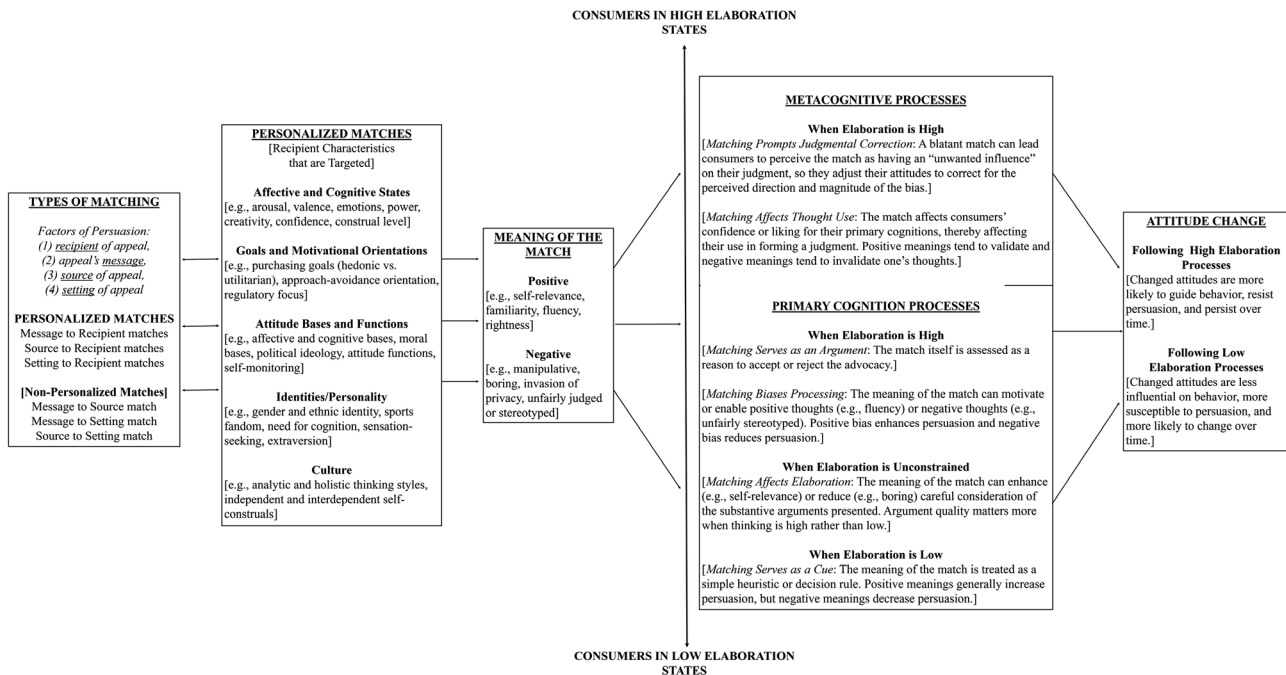 CONSUMERS IN HIGH ELABORATION
STATES
TYPES OF MATCHING
Factors of Persuasion:
(1) recipient of appeal,
(2) appeal's message,
(3) source of appeal,
(4) setting of appeal
PERSONALIZED MATCHES
Message to Recipient matches
Source to Recipient matches
Setting to Recipient matches
[Non-Personalized Matches]
Message to Source match
Message to Setting match
Source to Setting match
PERSONALIZED MATCHES
[Recipient Characteristics
that are Targeted]
Affective and Cognitive States
[e.g., arousal, valence, emotions, power,
creativity, confidence, construal level]
Goals and Motivational Orientations
[e.g., purchasing goals (hedonic vs.
utilitarian), approach-avoidance orientation,
regulatory focus]
Attitude Bases and Functions
[e.g., affective and cognitive bases, moral
bases, political ideology, attitude functions,
self-monitoring]
Identities/Personality
[e.g., gender and ethnic identity, sports
fandom, need for cognition, sensation-
seeking, extraversion]
Culture
[e.g., analytic and holistic thinking styles,
independent and interdependent self-
construals]
MEANING OF THE
MATCH
Positive
[e.g., self-relevance,
familiarity, fluency,
rightness]
Negative
[e.g., manipulative,
boring, invasion of
privacy, unfairly judged
or stereotyped]
METACOGNITIVE PROCESSES
When Elaboration is High
[Matching Prompts Judgmental Correction: A blatant match can lead
consumers to perceive the match as having an “unwanted influence”
on their judgment, so they adjust their attitudes to correct for the
perceived direction and magnitude of the bias.]
[Matching Affects Thought Use: The match affects consumers’
confidence or liking for their primary cognitions, thereby affecting
their use in forming a judgment. Positive meanings tend to validate and
negative meanings tend to invalidate one’s thoughts.]
PRIMARY COGNITION PROCESSES
When Elaboration is High
[Matching Serves as an Argument: The match itself is assessed as a
reason to accept or reject the advocacy.]
[Matching Biases Processing: The meaning of the match can motivate
or enable positive thoughts (e.g., fluency) or negative thoughts (e.g.,
unfairly stereotyped). Positive bias enhances persuasion and negative
bias reduces persuasion.]
When Elaboration is Unconstrained
[Matching Affects Elaboration: The meaning of the match can enhance
(e.g., self-relevance) or reduce (e.g., boring) careful consideration of
the substantive arguments presented. Argument quality matters more
when thinking is high rather than low.]
When Elaboration is Low
[Matching Serves as a Cue: The meaning of the match is treated as a
simple heuristic or decision rule. Positive meanings generally increase
persuasion, but negative meanings decrease persuasion.]
ATTITUDE CHANGE
Following High Elaboration
Processes
[Changed attitudes are more
likely to guide behavior, resist
persuasion, and persist over
time.]
Following Low
Elaboration Processes
[Changed attitudes are less
influential on behavior, more
susceptible to persuasion, and
more likely to change over
time.]
CONSUMERS IN LOW ELABORATION
STATES